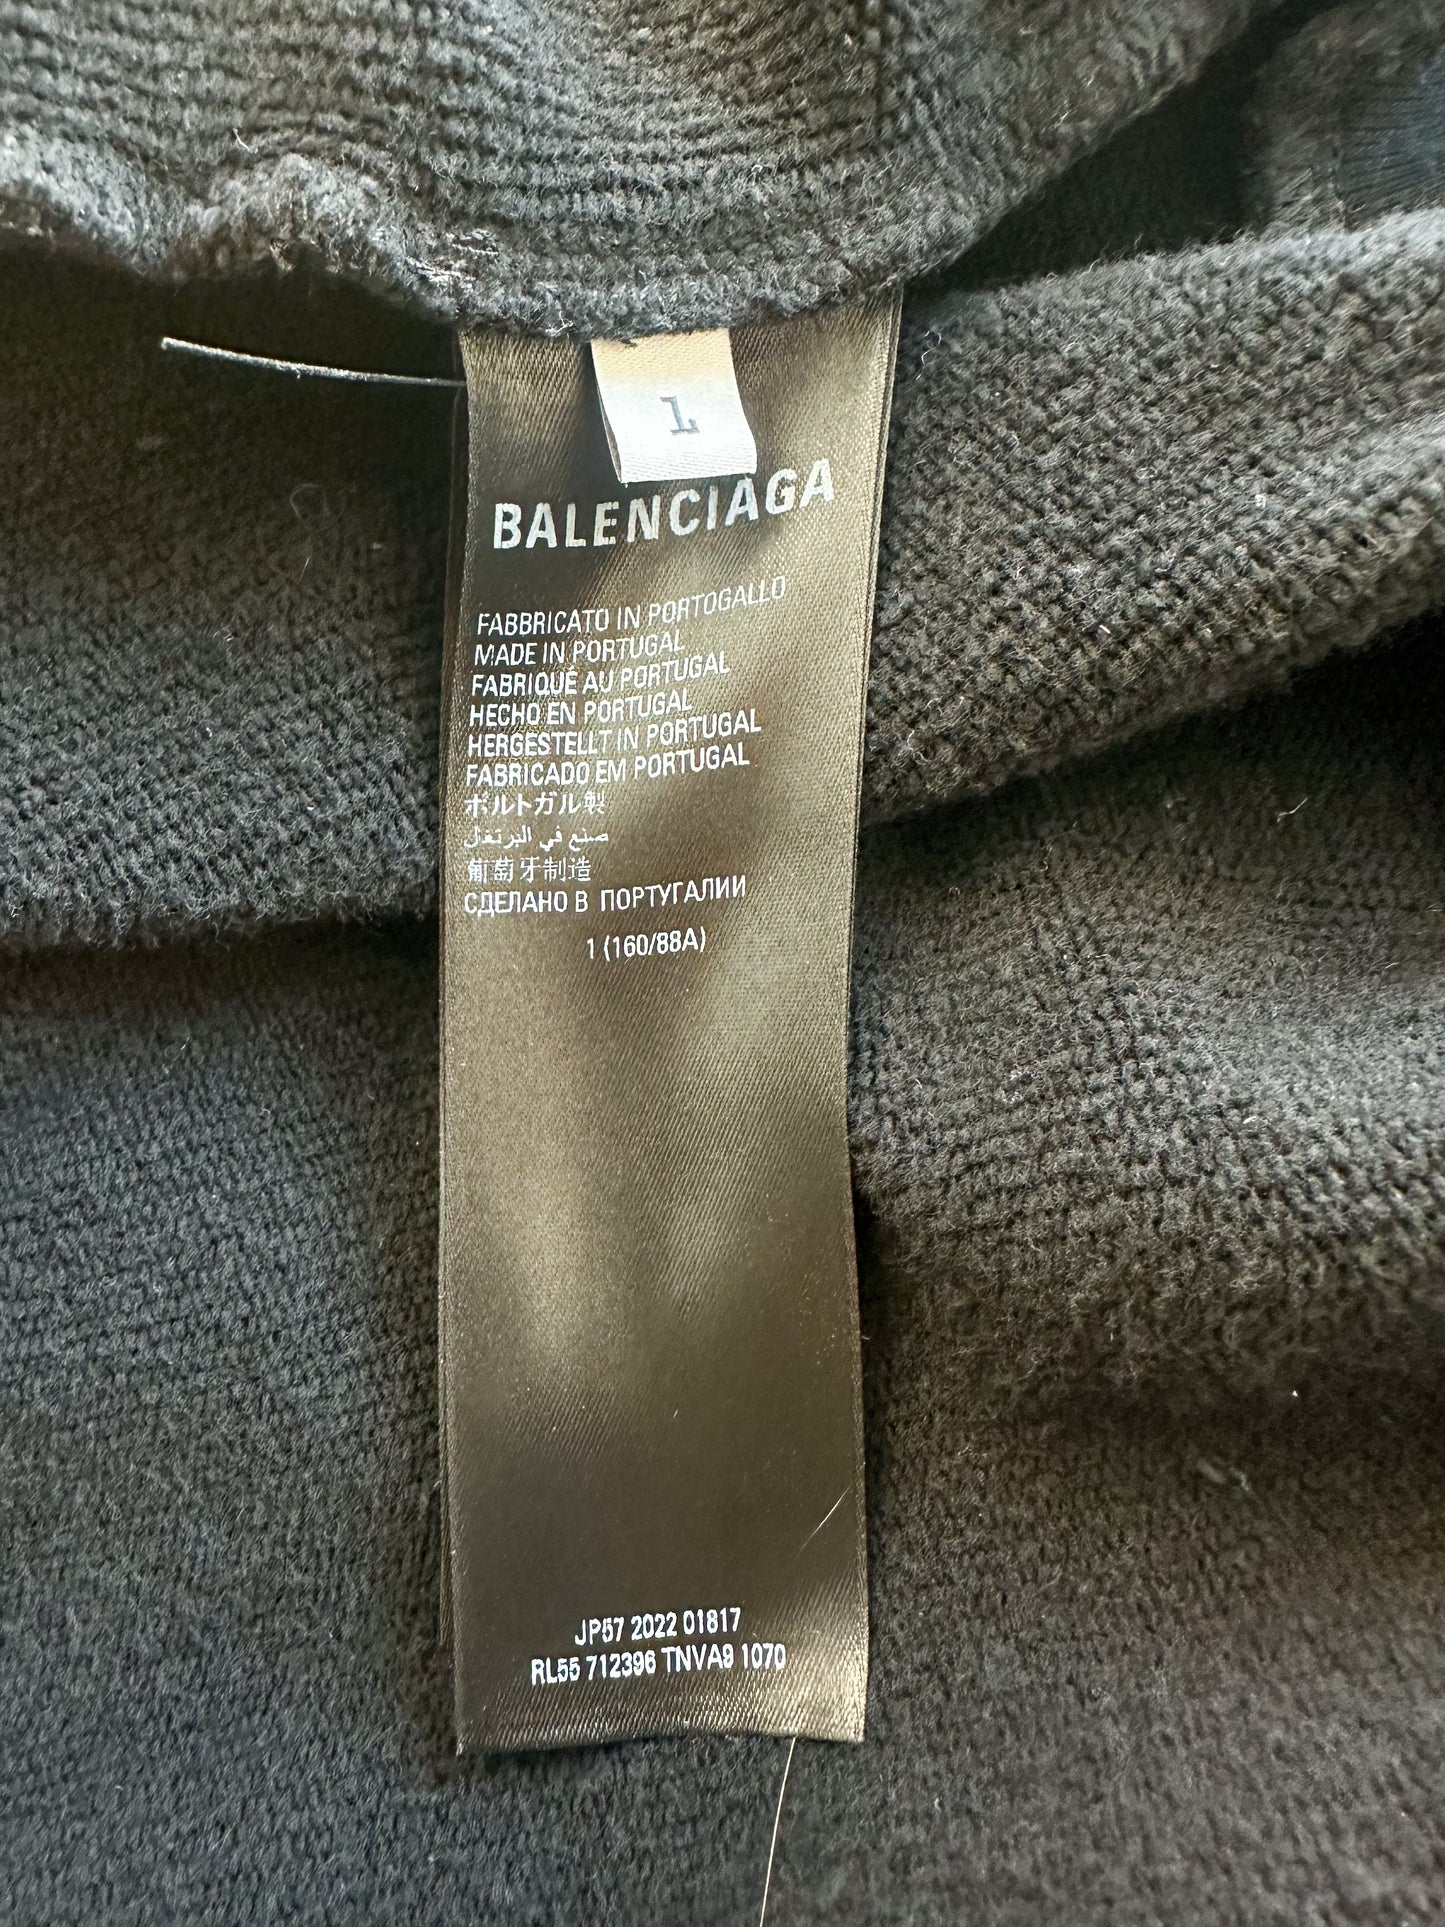 1
BALENCIAGA
FABBRICATO IN PORTOGALLO
MADE IN PORTUGAL
FABRIQUÉ AU PORTUGAL
HECHO EN PORTUGAL
HERGESTELLT IN PORTUGAL
FABRICADO EM PORTUGAL
ポルトガル製
صنع في البرتغال
葡萄牙制造
СДЕЛАНО В ПОРТУГАЛИИ
1 (160/88A)
JP57 2022 01817
RL55 712396 TNVA9 1070